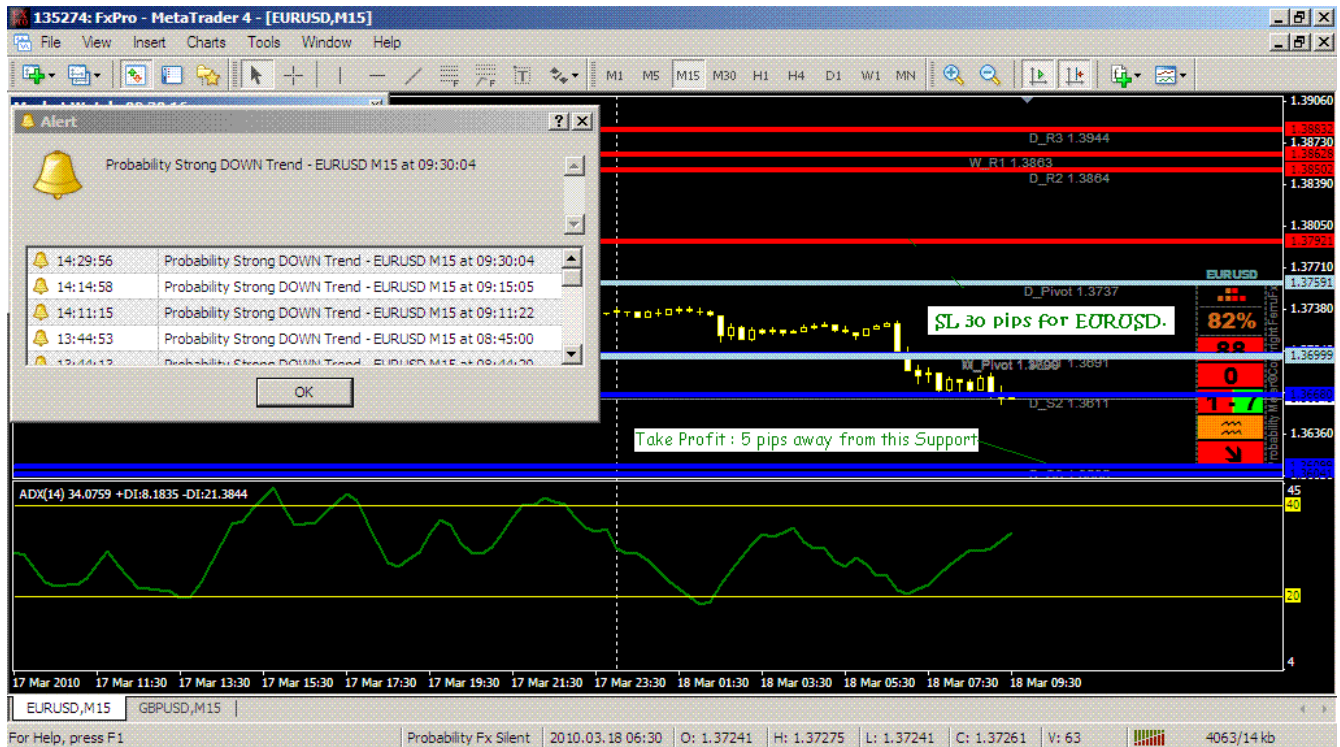 135274: FxPro - MetaTrader 4 - [EURUSD,M15]
File View Insert Charts Tools Window Help
M1 M5 M15 M30 H1 H4 D1 W1 MN
Alert
Probability Strong DOWN Trend - EURUSD M15 at 09:30:04
14:29:56 Probability Strong DOWN Trend - EURUSD M15 at 09:30:04
14:14:58 Probability Strong DOWN Trend - EURUSD M15 at 09:15:05
14:11:15 Probability Strong DOWN Trend - EURUSD M15 at 09:11:22
13:44:53 Probability Strong DOWN Trend - EURUSD M15 at 08:45:00
OK
1.39060
1.38832
D_R3 1.3944
1.38730
1.38628
W_R1 1.3863
1.38502
D_R2 1.3864
1.38390
1.38050
1.37921
1.37710
EURUSD
1.37591
D_Pivot 1.3737
1.37380
SL 30 pips for EURUSD.
82%
88
1.36999
1.3691
0
D_S2 1.3611
1 - 7
Take Profit : 5 pips away from this Support
1.36360
ADX(14) 34.0759 +DI:8.1835 -DI:21.3844
45
40
20
4
17 Mar 2010 17 Mar 11:30 17 Mar 13:30 17 Mar 15:30 17 Mar 17:30 17 Mar 19:30 17 Mar 21:30 17 Mar 23:30 18 Mar 01:30 18 Mar 03:30 18 Mar 05:30 18 Mar 07:30 18 Mar 09:30
EURUSD,M15 GBPUSD,M15
For Help, press F1 Probability Fx Silent 2010.03.18 06:30 O: 1.37241 H: 1.37275 L: 1.37241 C: 1.37261 V: 63 4063/14 kb